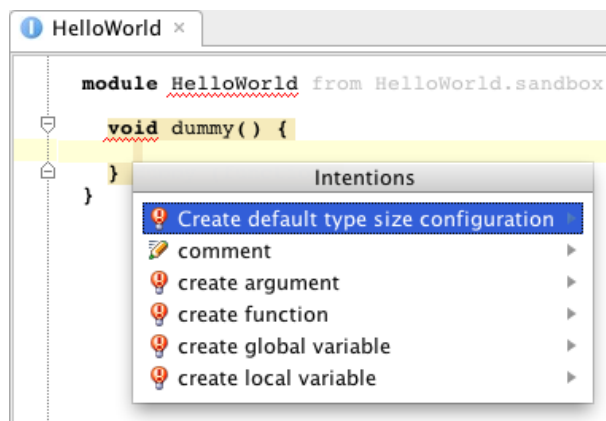 HelloWorld
module HelloWorld from HelloWorld.sandbox
void dummy() {
}
}
Intentions
Create default type size configuration
comment
create argument
create function
create global variable
create local variable